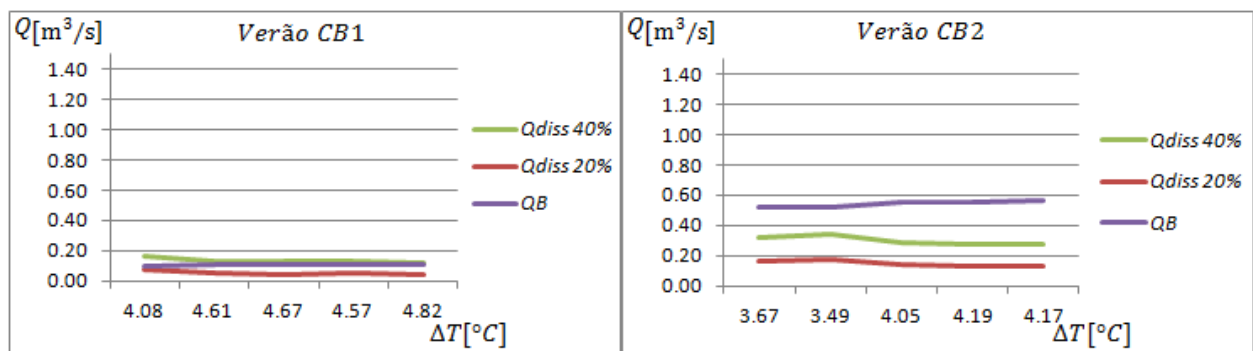 Q[m³/s]
Verão CB1
1.40
1.20
1.00
0.80
0.60
0.40
0.20
0.00
4.08 4.61 4.67 4.57 4.82
ΔT[°C]
Qdiss 40%
Qdiss 20%
QB
Q[m³/s]
Verão CB2
1.40
1.20
1.00
0.80
0.60
0.40
0.20
0.00
3.67 3.49 4.05 4.19 4.17
ΔT[°C]
Qdiss 40%
Qdiss 20%
QB